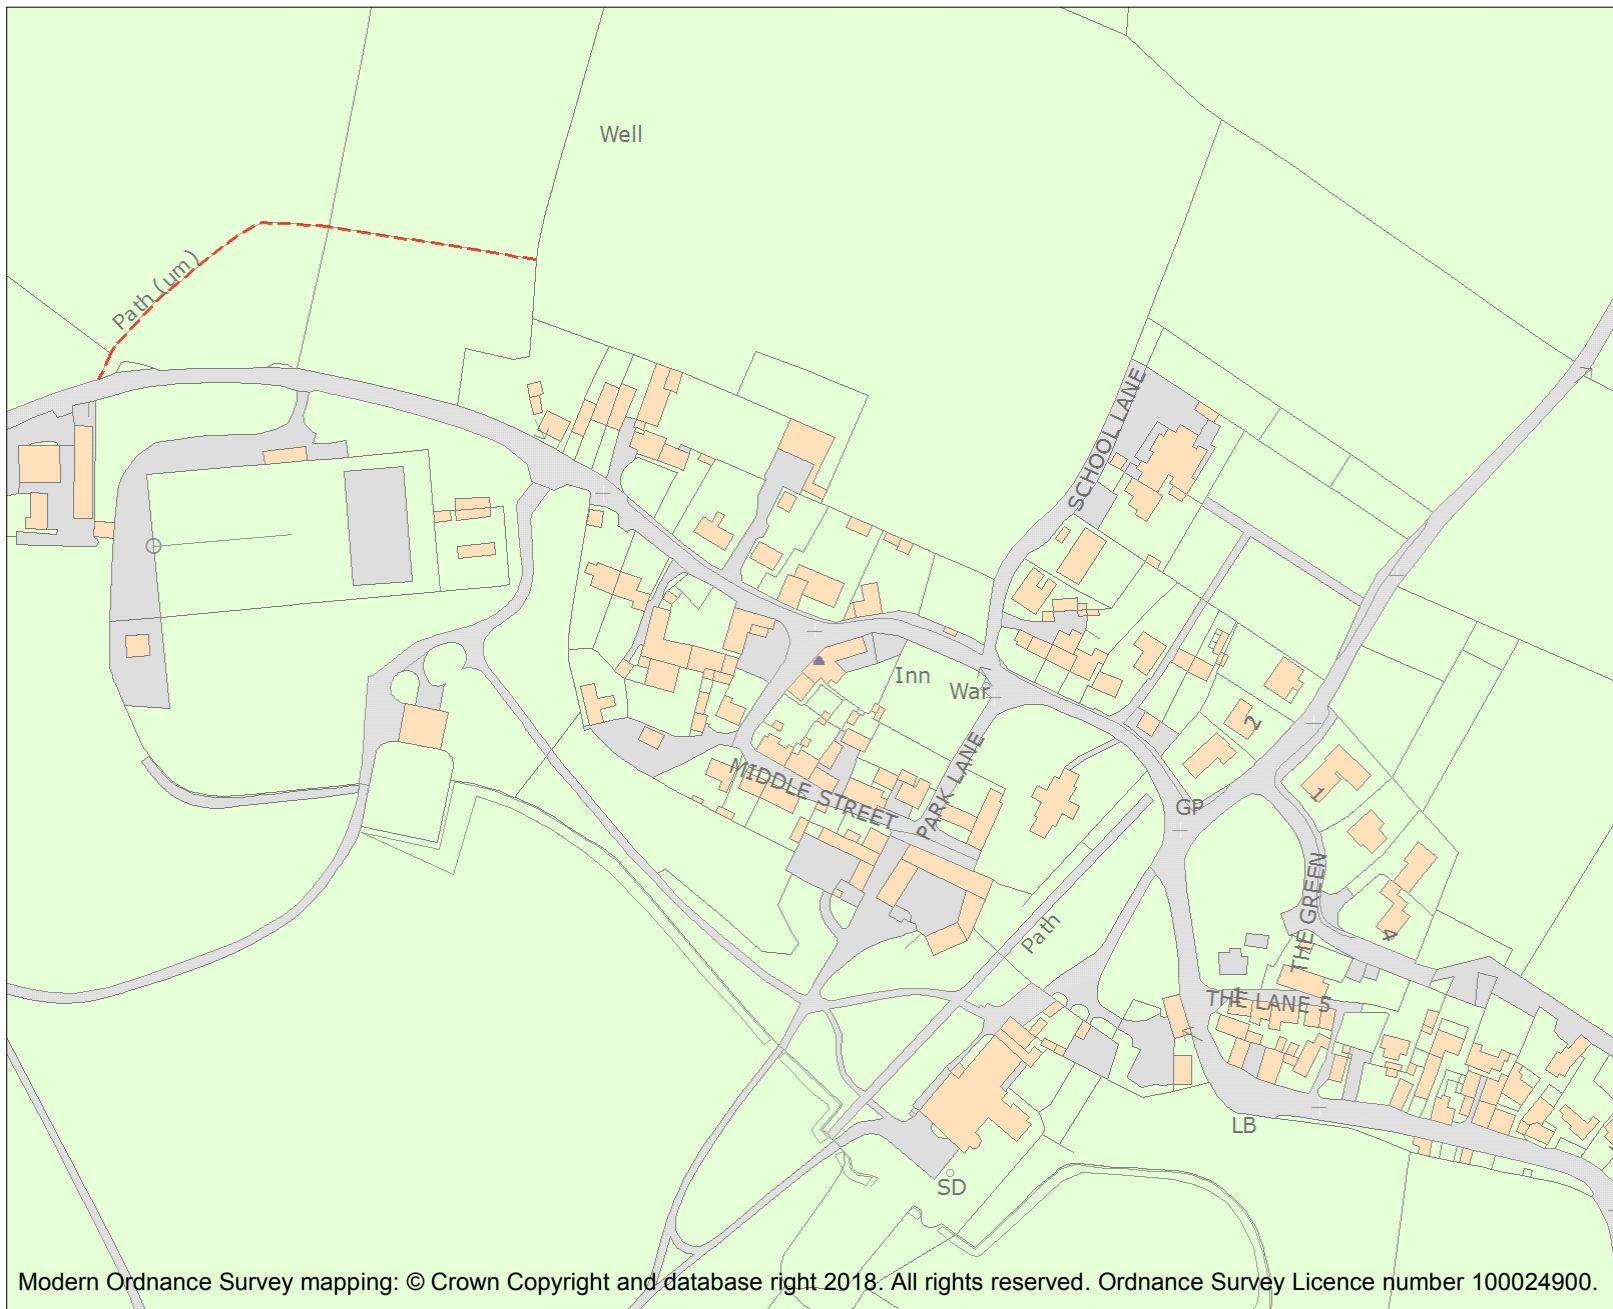 Well
Path (um)
SCHOOL LANE
Inn
War
2
MIDDLE STREET
PARK LANE
1
GP
THE GREEN
Path
4
THE LANE 5
LB
SD
Modern Ordnance Survey mapping: © Crown Copyright and database right 2018. All rights reserved. Ordnance Survey Licence number 100024900.